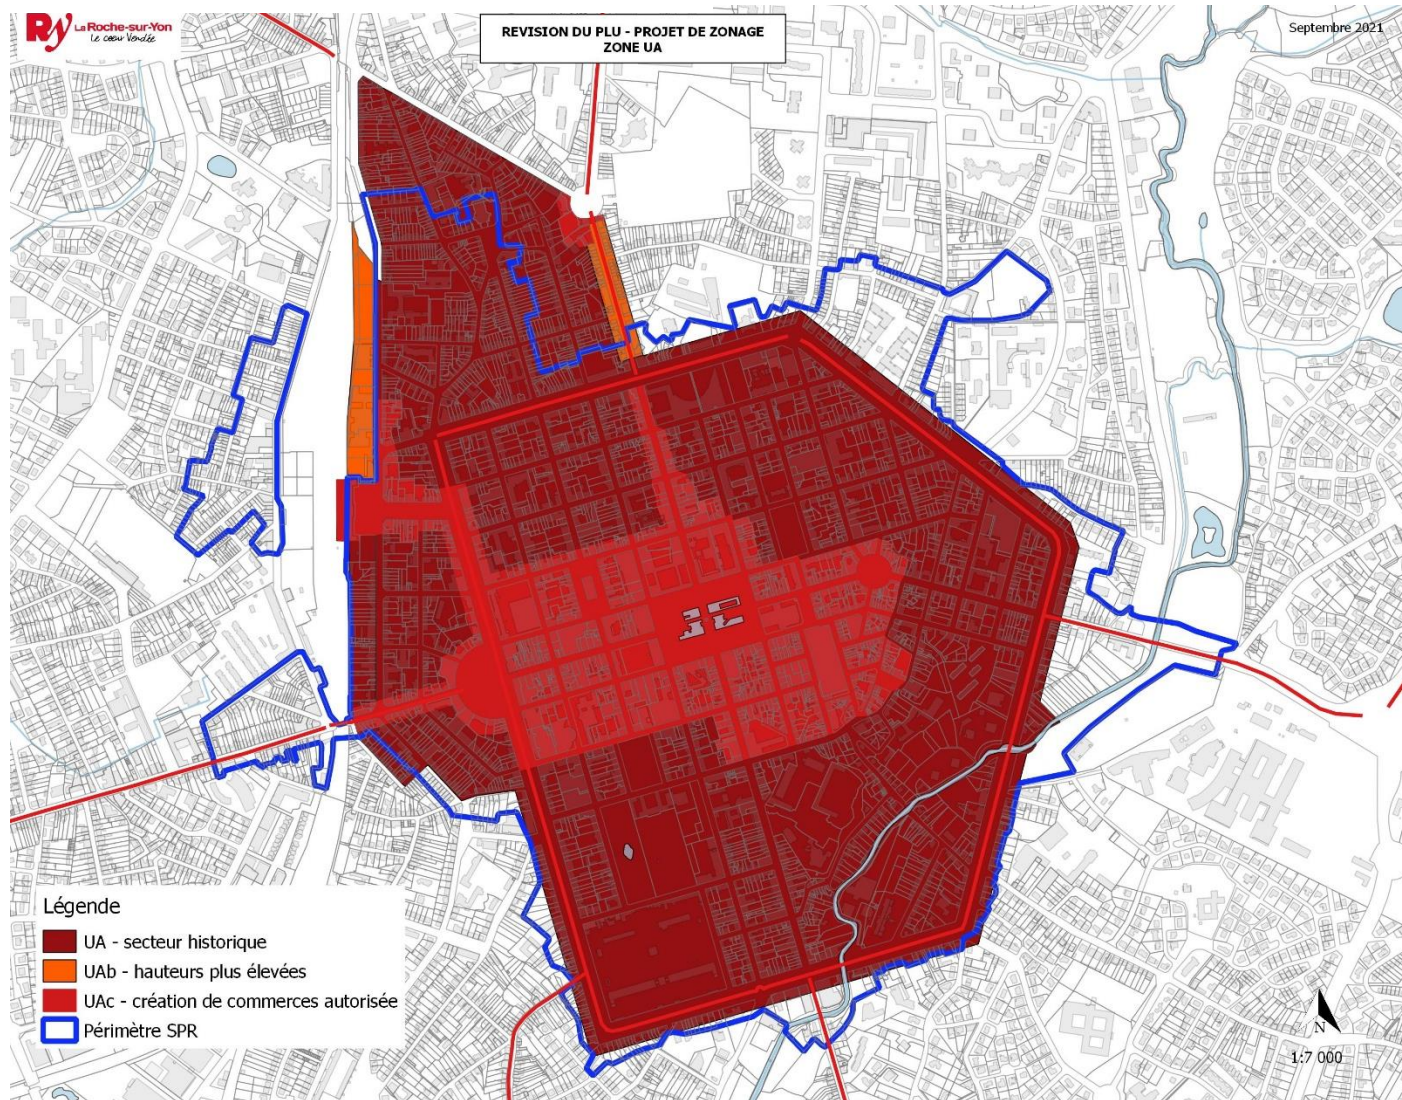 Ry La Roche-sur-Yon
Le cœur Vendée
REVISION DU PLU - PROJET DE ZONAGE
ZONE UA
Septembre 2021
Légende
UA - secteur historique
UAb - hauteurs plus élevées
UAc - création de commerces autorisée
Périmètre SPR
N
1:7 000